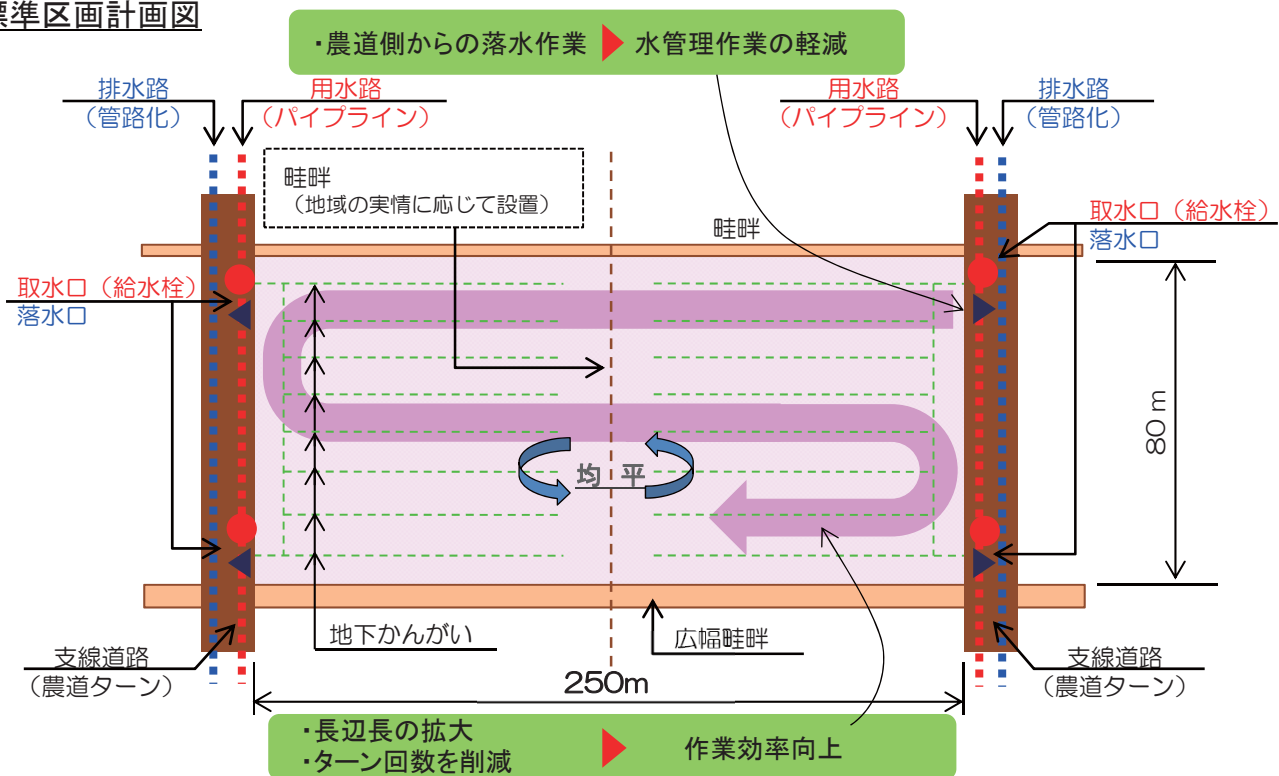 標準区画計画図
・農道側からの落水作業 水管理作業の軽減
排水路
(管路化)
用水路
(パイプライン)
用水路
(パイプライン)
排水路
(管路化)
畦畔
(地域の実情に応じて設置)
畦畔
取水口(給水栓)
落水口
取水口(給水栓)
落水口
80m
均平
地下かんがい
広幅畦畔
支線道路
(農道ターン)
支線道路
(農道ターン)
250m
・長辺長の拡大
・ターン回数を削減
作業効率向上